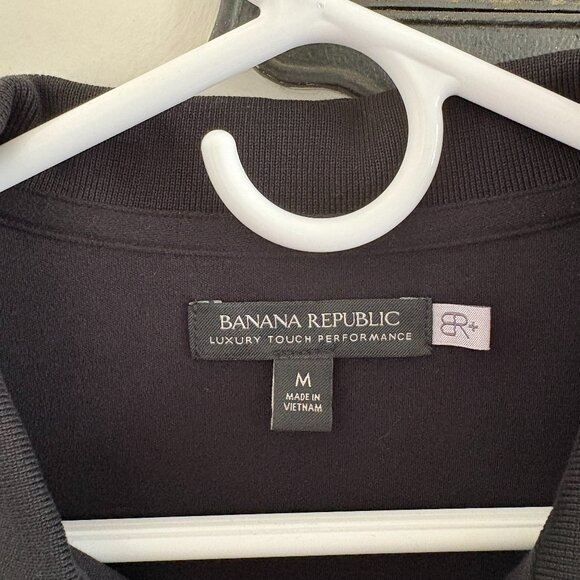 BANANA REPUBLIC
LUXURY TOUCH PERFORMANCE
BR+
M
MADE IN
VIETNAM